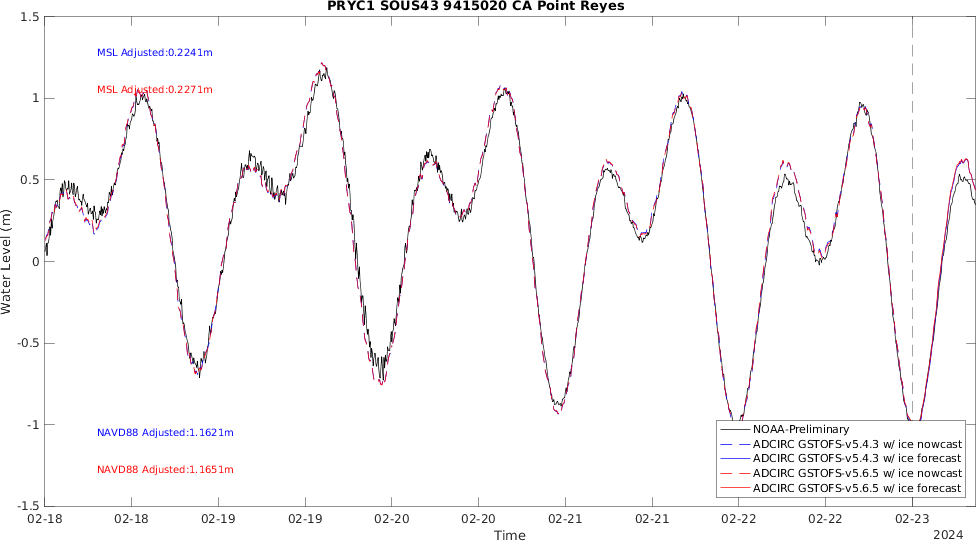 PRYC1 SOUS43 9415020 CA Point Reyes
1.5
MSL Adjusted:0.2241m
MSL Adjusted:0.2271m
1
0.5
Water Level (m)
0
-0.5
-1
NAVD88 Adjusted:1.1621m
NAVD88 Adjusted:1.1651m
NOAA-Preliminary
ADCIRC GSTOFS-v5.4.3 w/ ice nowcast
ADCIRC GSTOFS-v5.4.3 w/ ice forecast
ADCIRC GSTOFS-v5.6.5 w/ ice nowcast
ADCIRC GSTOFS-v5.6.5 w/ ice forecast
-1.5
02-18 02-18 02-19 02-19 02-20 02-20 02-21 02-21 02-22 02-22 02-23
Time
2024